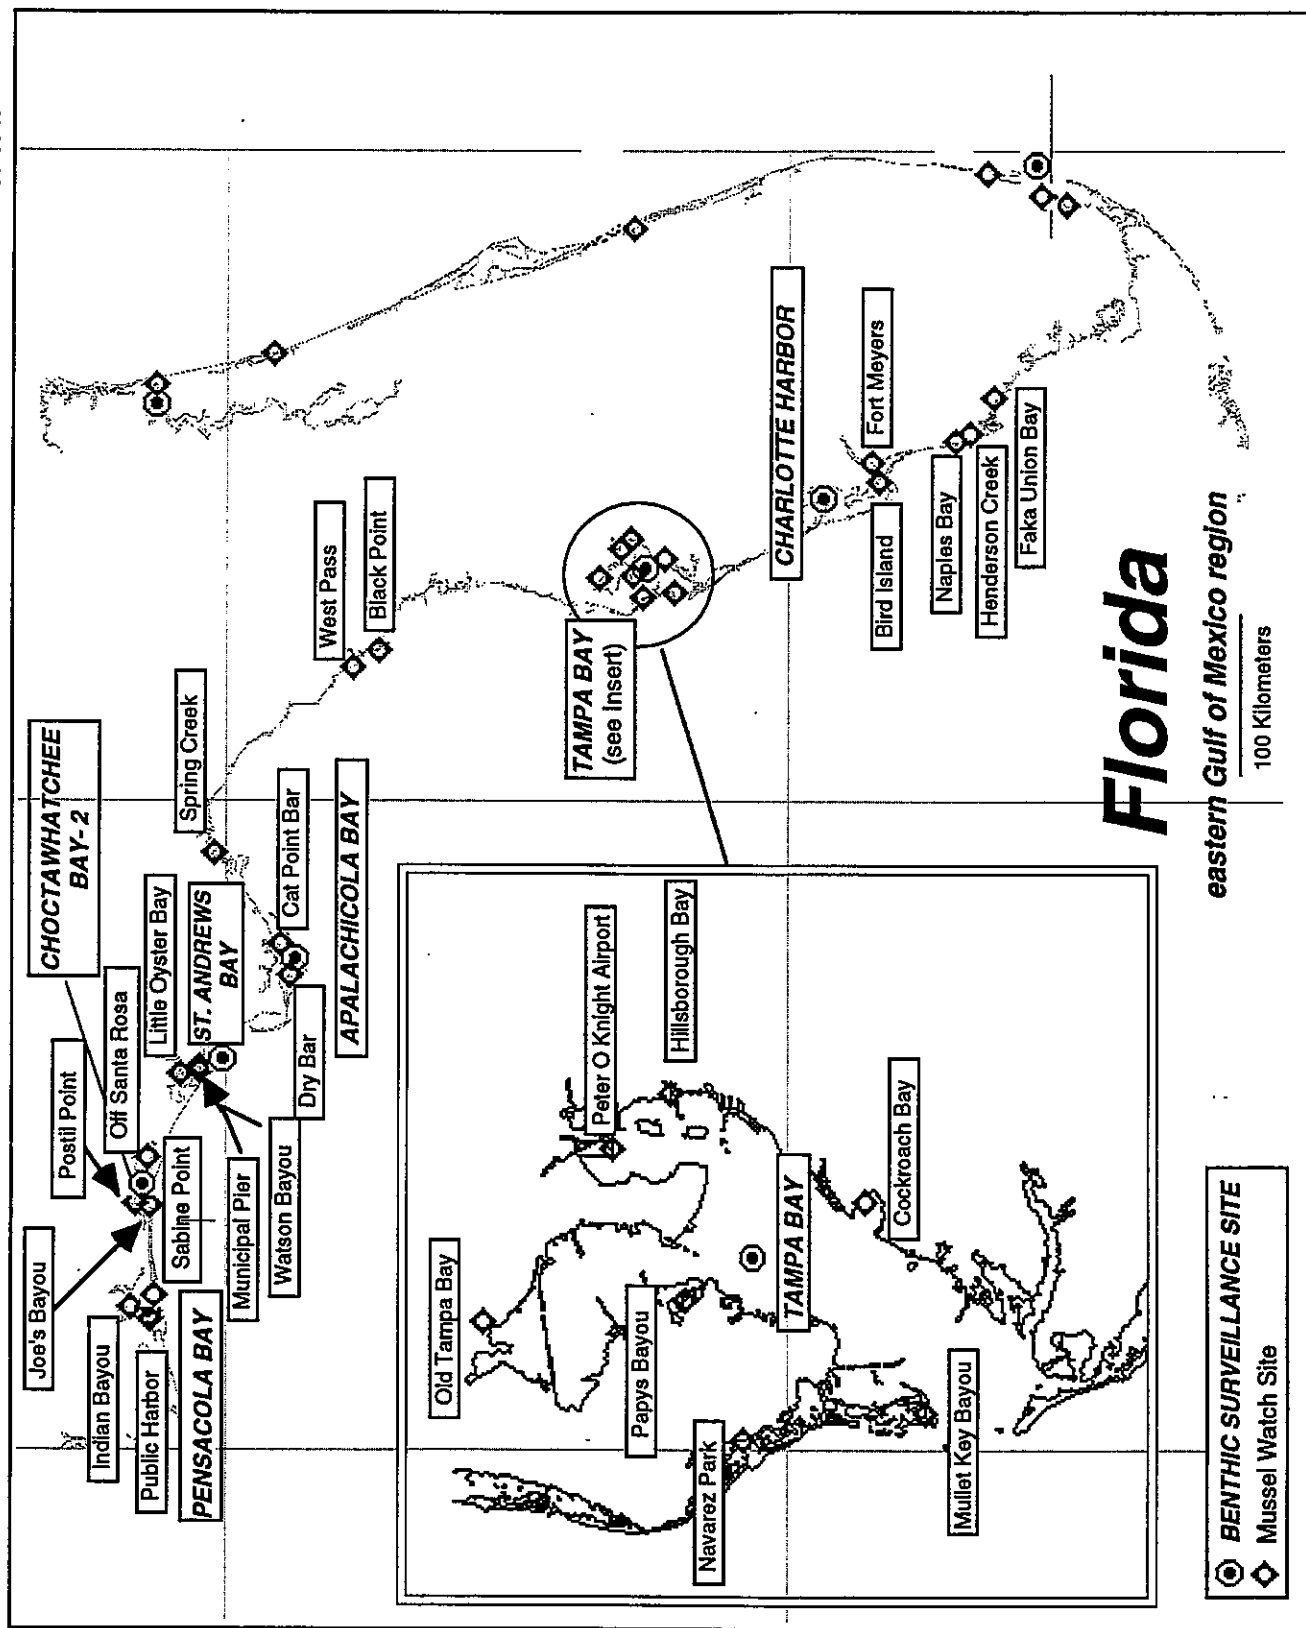 CHOCTAWHATCHEE
BAY- 2
Postil Point
Off Santa Rosa
Joe's Bayou
Little Oyster Bay
Spring Creek
Indian Bayou
Public Harbor
PENSACOLA BAY
Sabine Point
Municipal Pier
Watson Bayou
ST. ANDREWS
BAY
Dry Bar
Cat Point Bar
APALACHICOLA BAY
West Pass
Black Point
TAMPA BAY
(see Insert)
CHARLOTTE HARBOR
Fort Meyers
Bird Island
Naples Bay
Henderson Creek
Faka Union Bay
Old Tampa Bay
Peter O Knight Airport
Hillsborough Bay
Papys Bayou
Navarez Park
TAMPA BAY
Cockroach Bay
Mullet Key Bayou
Florida
eastern Gulf of Mexico region
100 Kilometers
BENTHIC SURVEILLANCE SITE
Mussel Watch Site